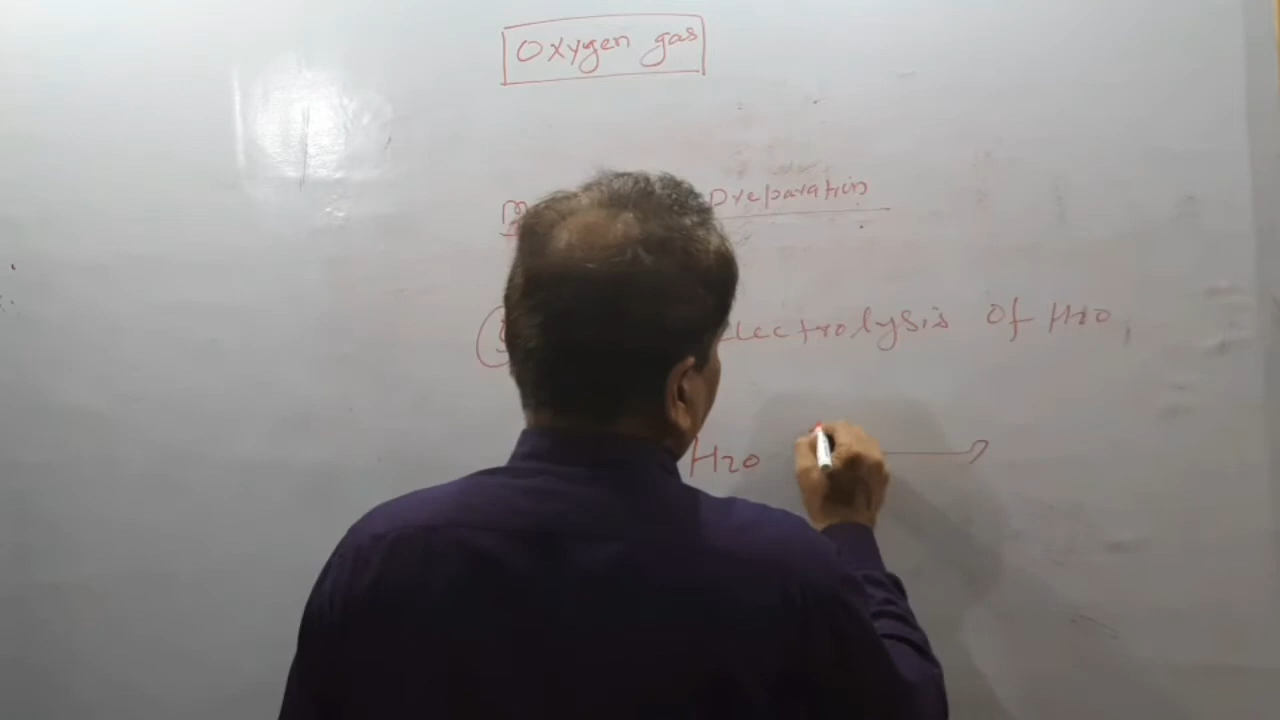 Oxygen gas
Preparation
Electrolysis of H2O
H2O →